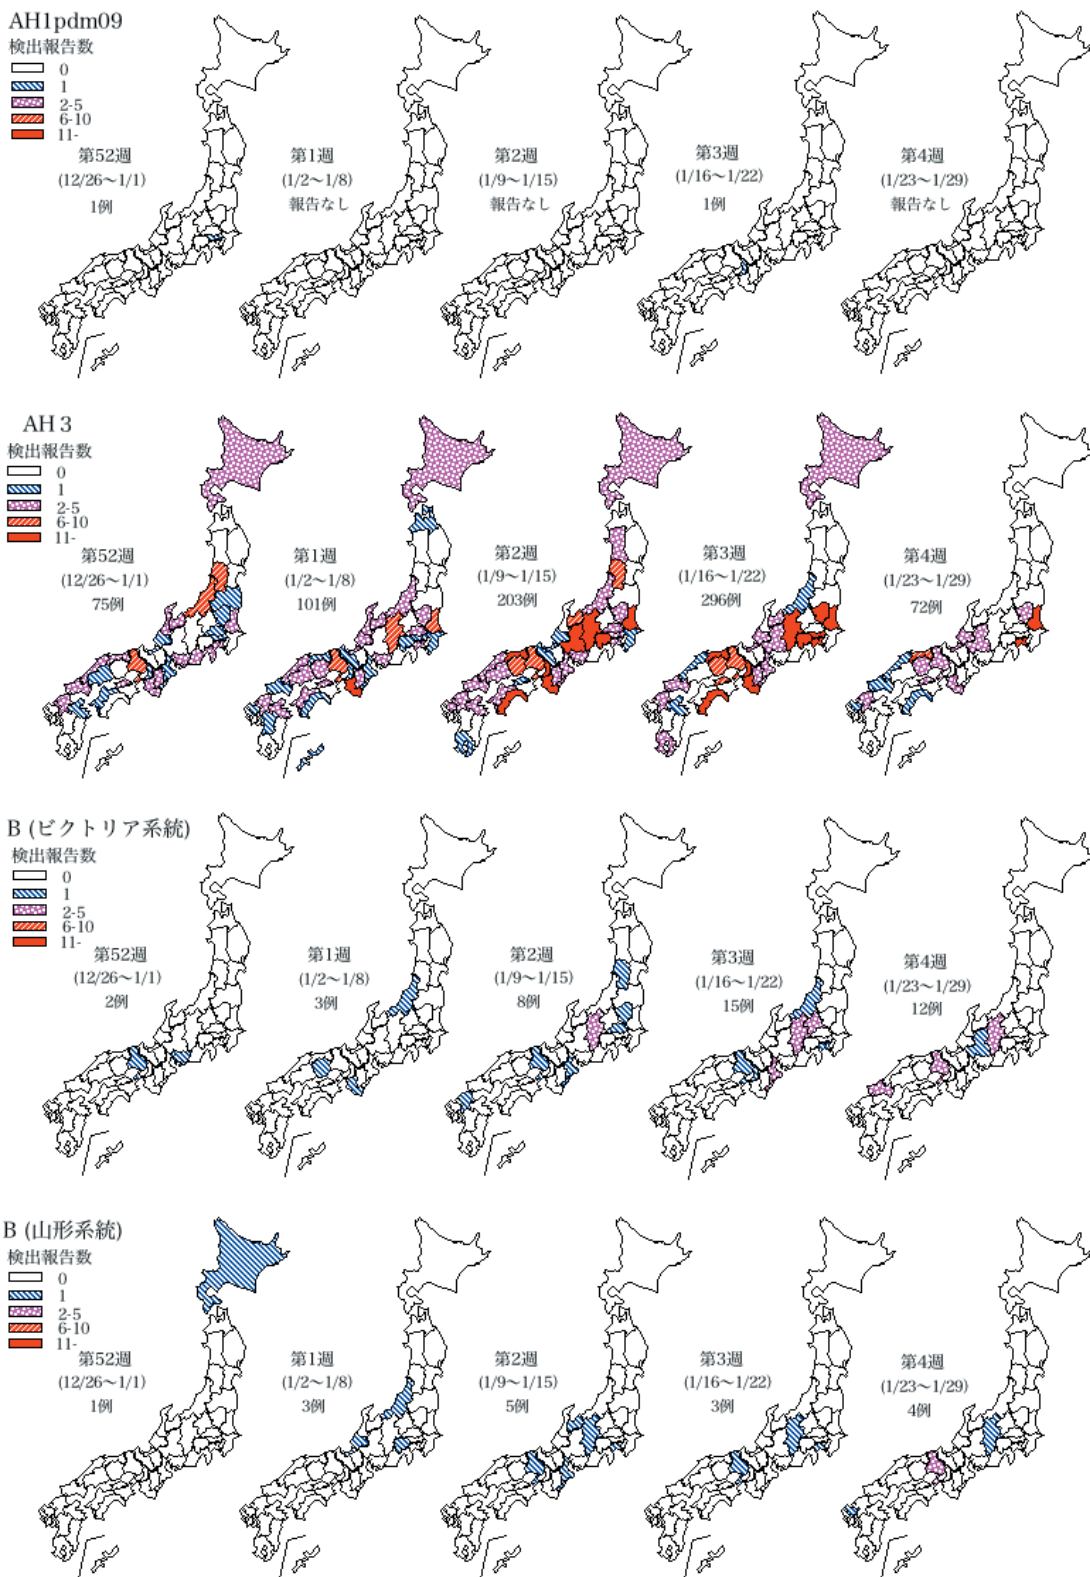 AH1pdm09
検出報告数
0
1
2-5
6-10
11-
第52週
(12/26～1/1)
1例
第1週
(1/2～1/8)
報告なし
第2週
(1/9～1/15)
報告なし
第3週
(1/16～1/22)
1例
第4週
(1/23～1/29)
報告なし
AH 3
検出報告数
0
1
2-5
6-10
11-
第52週
(12/26～1/1)
75例
第1週
(1/2～1/8)
101例
第2週
(1/9～1/15)
203例
第3週
(1/16～1/22)
296例
第4週
(1/23～1/29)
72例
B (ビクトリア系統)
検出報告数
0
1
2-5
6-10
11-
第52週
(12/26～1/1)
2例
第1週
(1/2～1/8)
3例
第2週
(1/9～1/15)
8例
第3週
(1/16～1/22)
15例
第4週
(1/23～1/29)
12例
B (山形系統)
検出報告数
0
1
2-5
6-10
11-
第52週
(12/26～1/1)
1例
第1週
(1/2～1/8)
3例
第2週
(1/9～1/15)
5例
第3週
(1/16～1/22)
3例
第4週
(1/23～1/29)
4例